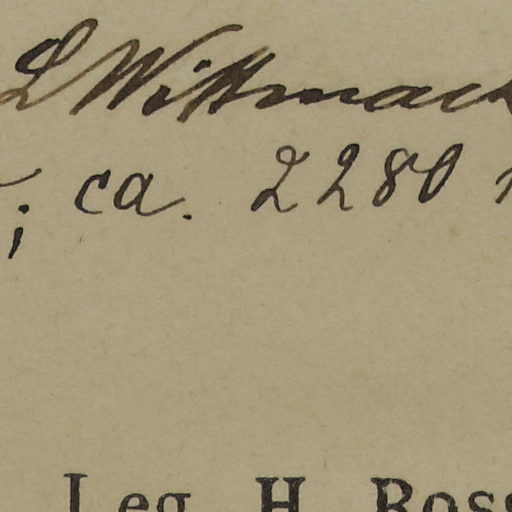 L Wittmack
; ca. 2280
Leg. H. Ross